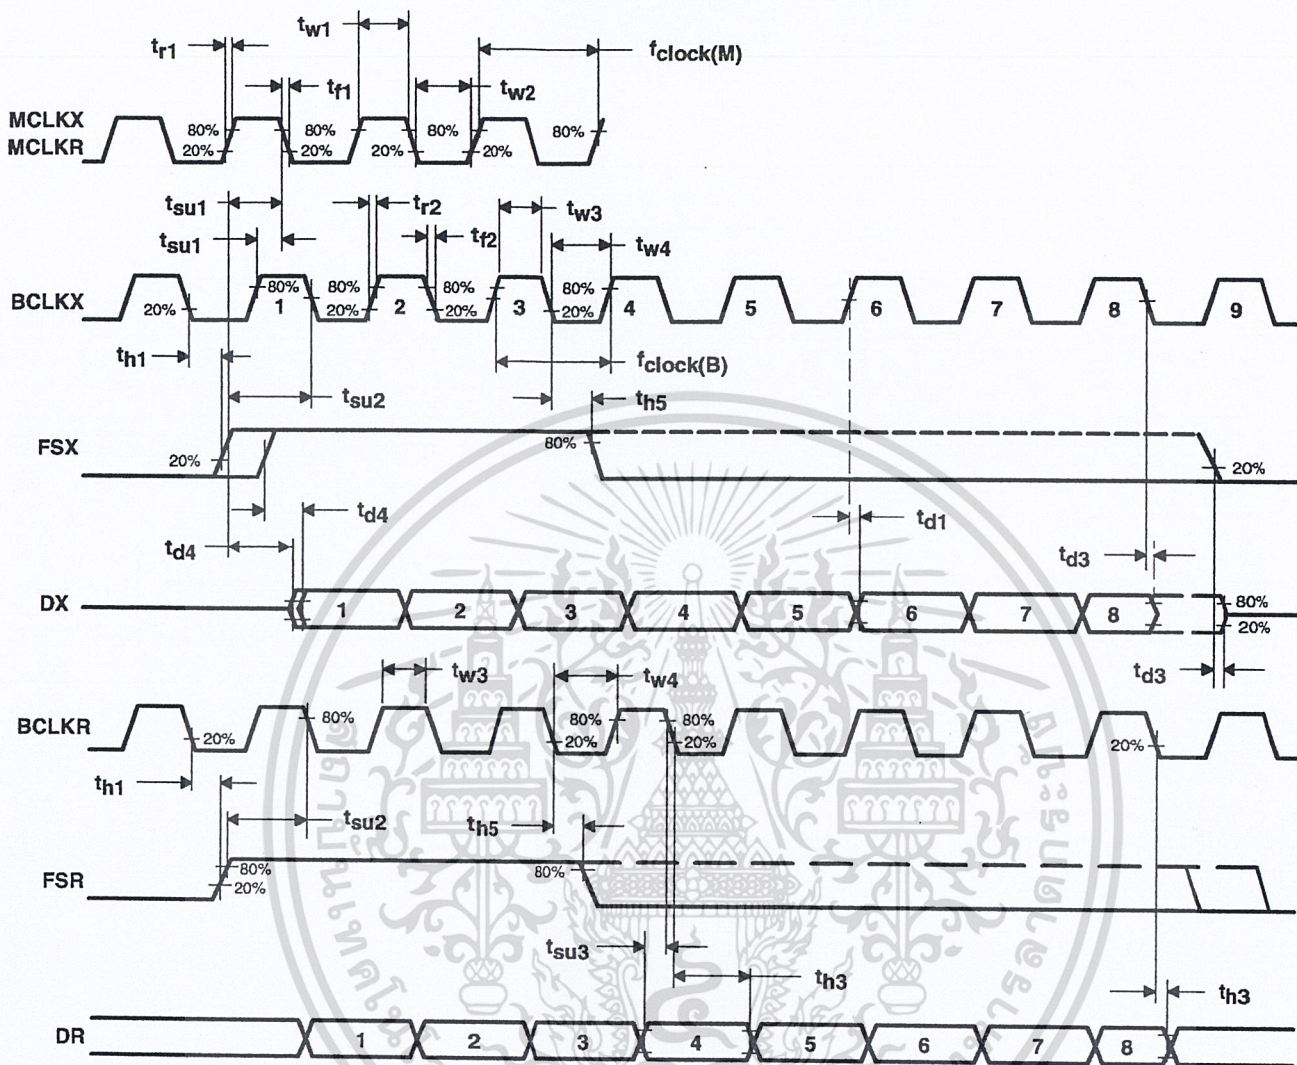 tw1
tr1
fclock(M)
tf1
tw2
MCLKX
MCLKR
80% 80% 80% 80%
20% 20% 20% 20%
tsu1
tr2
tw3
tsu1
tf2
tw4
BCLKX
80% 80% 80% 80%
20% 20% 20% 20%
1 2 3 4 5 6 7 8 9
th1
fclock(B)
tsu2
th5
FSX
80%
20% 20%
td4
td1
td4
td3
DX
1 2 3 4 5 6 7 8
80%
20%
tw3
tw4
td3
BCLKR
80% 80% 80%
20% 20% 20% 20%
th1
tsu2
th5
FSR
80% 80%
20%
tsu3
th3
th3
DR
1 2 3 4 5 6 7 8